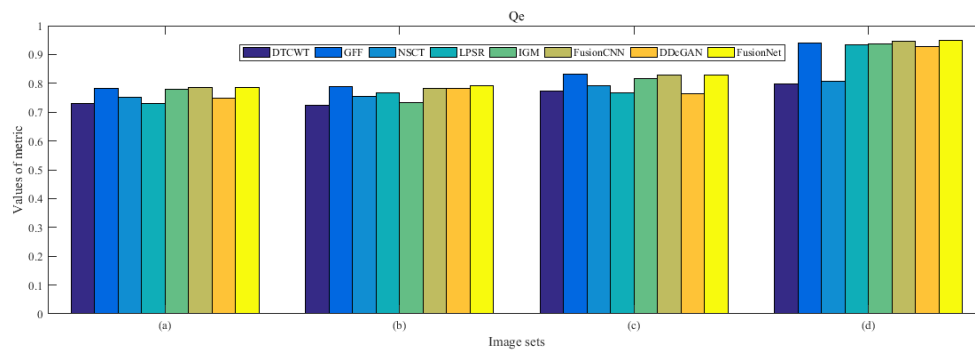 Qe
1
DTCWT GFF NSCT LPSR IGM FusionCNN DDcGAN FusionNet
0.9
0.8
0.7
0.6
0.5
0.4
0.3
0.2
0.1
0
Values of metric
(a) (b) (c) (d)
Image sets